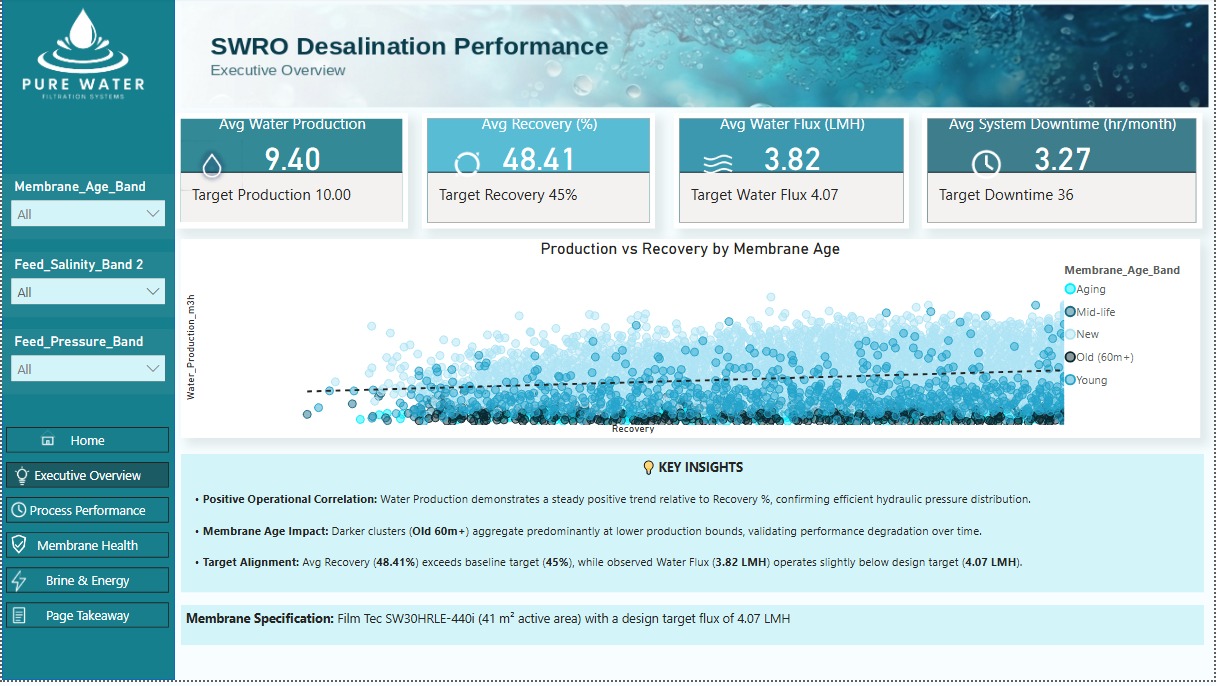 PURE WATER
FILTRATION SYSTEMS
SWRO Desalination Performance
Executive Overview
Avg Water Production
9.40
Target Production 10.00
Avg Recovery (%)
48.41
Target Recovery 45%
Avg Water Flux (LMH)
3.82
Target Water Flux 4.07
Avg System Downtime (hr/month)
3.27
Target Downtime 36
Membrane_Age_Band
All
Feed_Salinity_Band 2
All
Feed_Pressure_Band
All
Home
Executive Overview
Process Performance
Membrane Health
Brine & Energy
Page Takeaway
Production vs Recovery by Membrane Age
Water_Production_m3h
Recovery
Membrane_Age_Band
Aging
Mid-life
New
Old (60m+)
Young
KEY INSIGHTS
• Positive Operational Correlation: Water Production demonstrates a steady positive trend relative to Recovery %, confirming efficient hydraulic pressure distribution.
• Membrane Age Impact: Darker clusters (Old 60m+) aggregate predominantly at lower production bounds, validating performance degradation over time.
• Target Alignment: Avg Recovery (48.41%) exceeds baseline target (45%), while observed Water Flux (3.82 LMH) operates slightly below design target (4.07 LMH).
Membrane Specification: Film Tec SW30HRLE-440i (41 m² active area) with a design target flux of 4.07 LMH